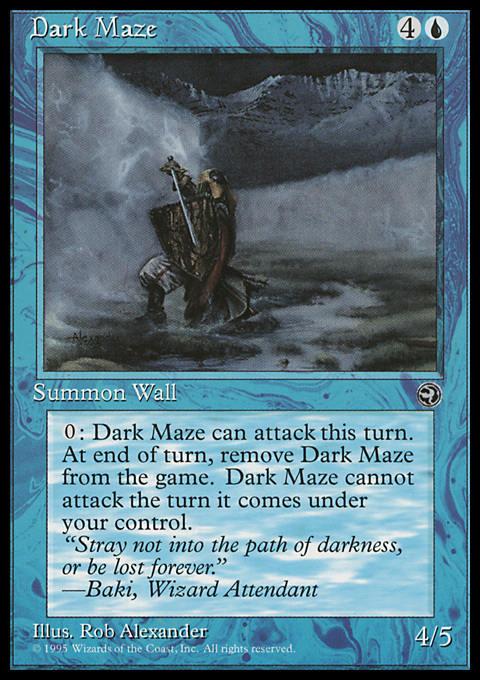 Dark Maze 4
Alexander
Summon Wall
0: Dark Maze can attack this turn.
At end of turn, remove Dark Maze
from the game. Dark Maze cannot
attack the turn it comes under
your control.
“Stray not into the path of darkness,
or be lost forever.”
—Baki, Wizard Attendant
Illus. Rob Alexander
4/5
© 1995 Wizards of the Coast, Inc. All rights reserved.